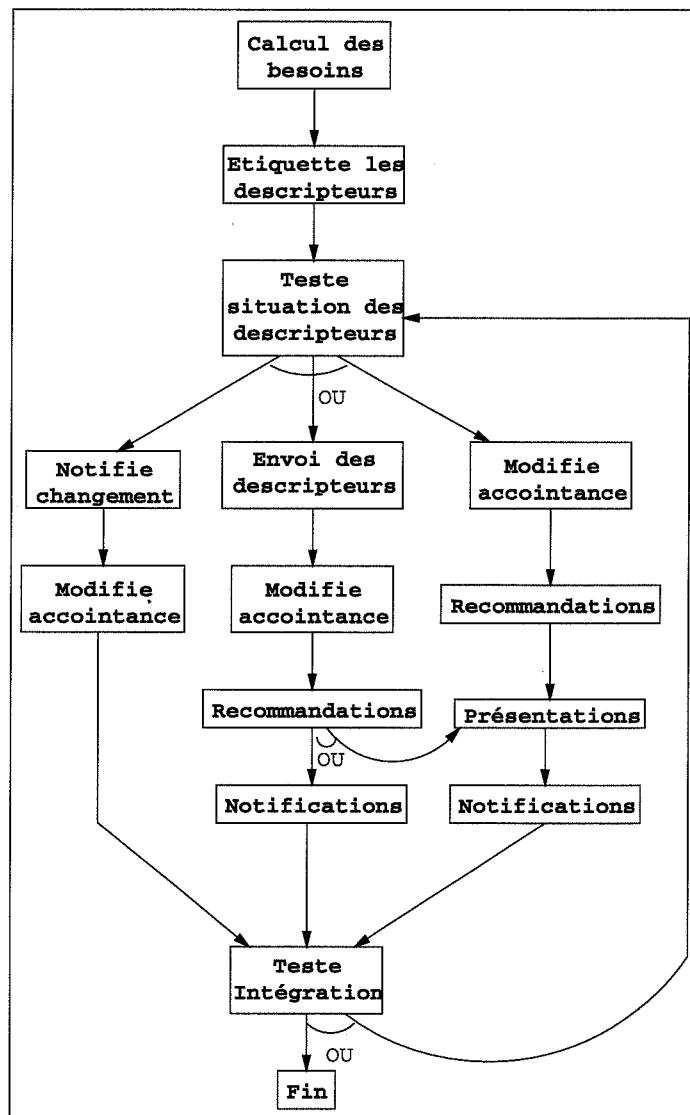 Calcul des
besoins
Etiquette les
descripteurs
Teste
situation des
descripteurs
OU
Notifie
changement
Envoi des
descripteurs
Modifie
accointance
Modifie
accointance
Modifie
accointance
Recommandations
Recommandations
Présentations
OU
Notifications
Notifications
Teste
Intégration
OU
Fin